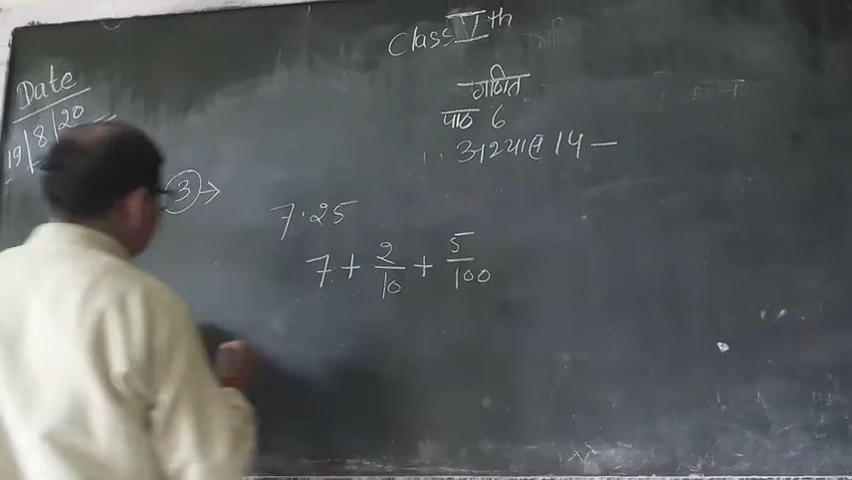 Class Vth
Date
19/8/20
गणित
पाठ 6
अभ्यास 14 —
③→
7.25
7 + 2/10 + 5/100